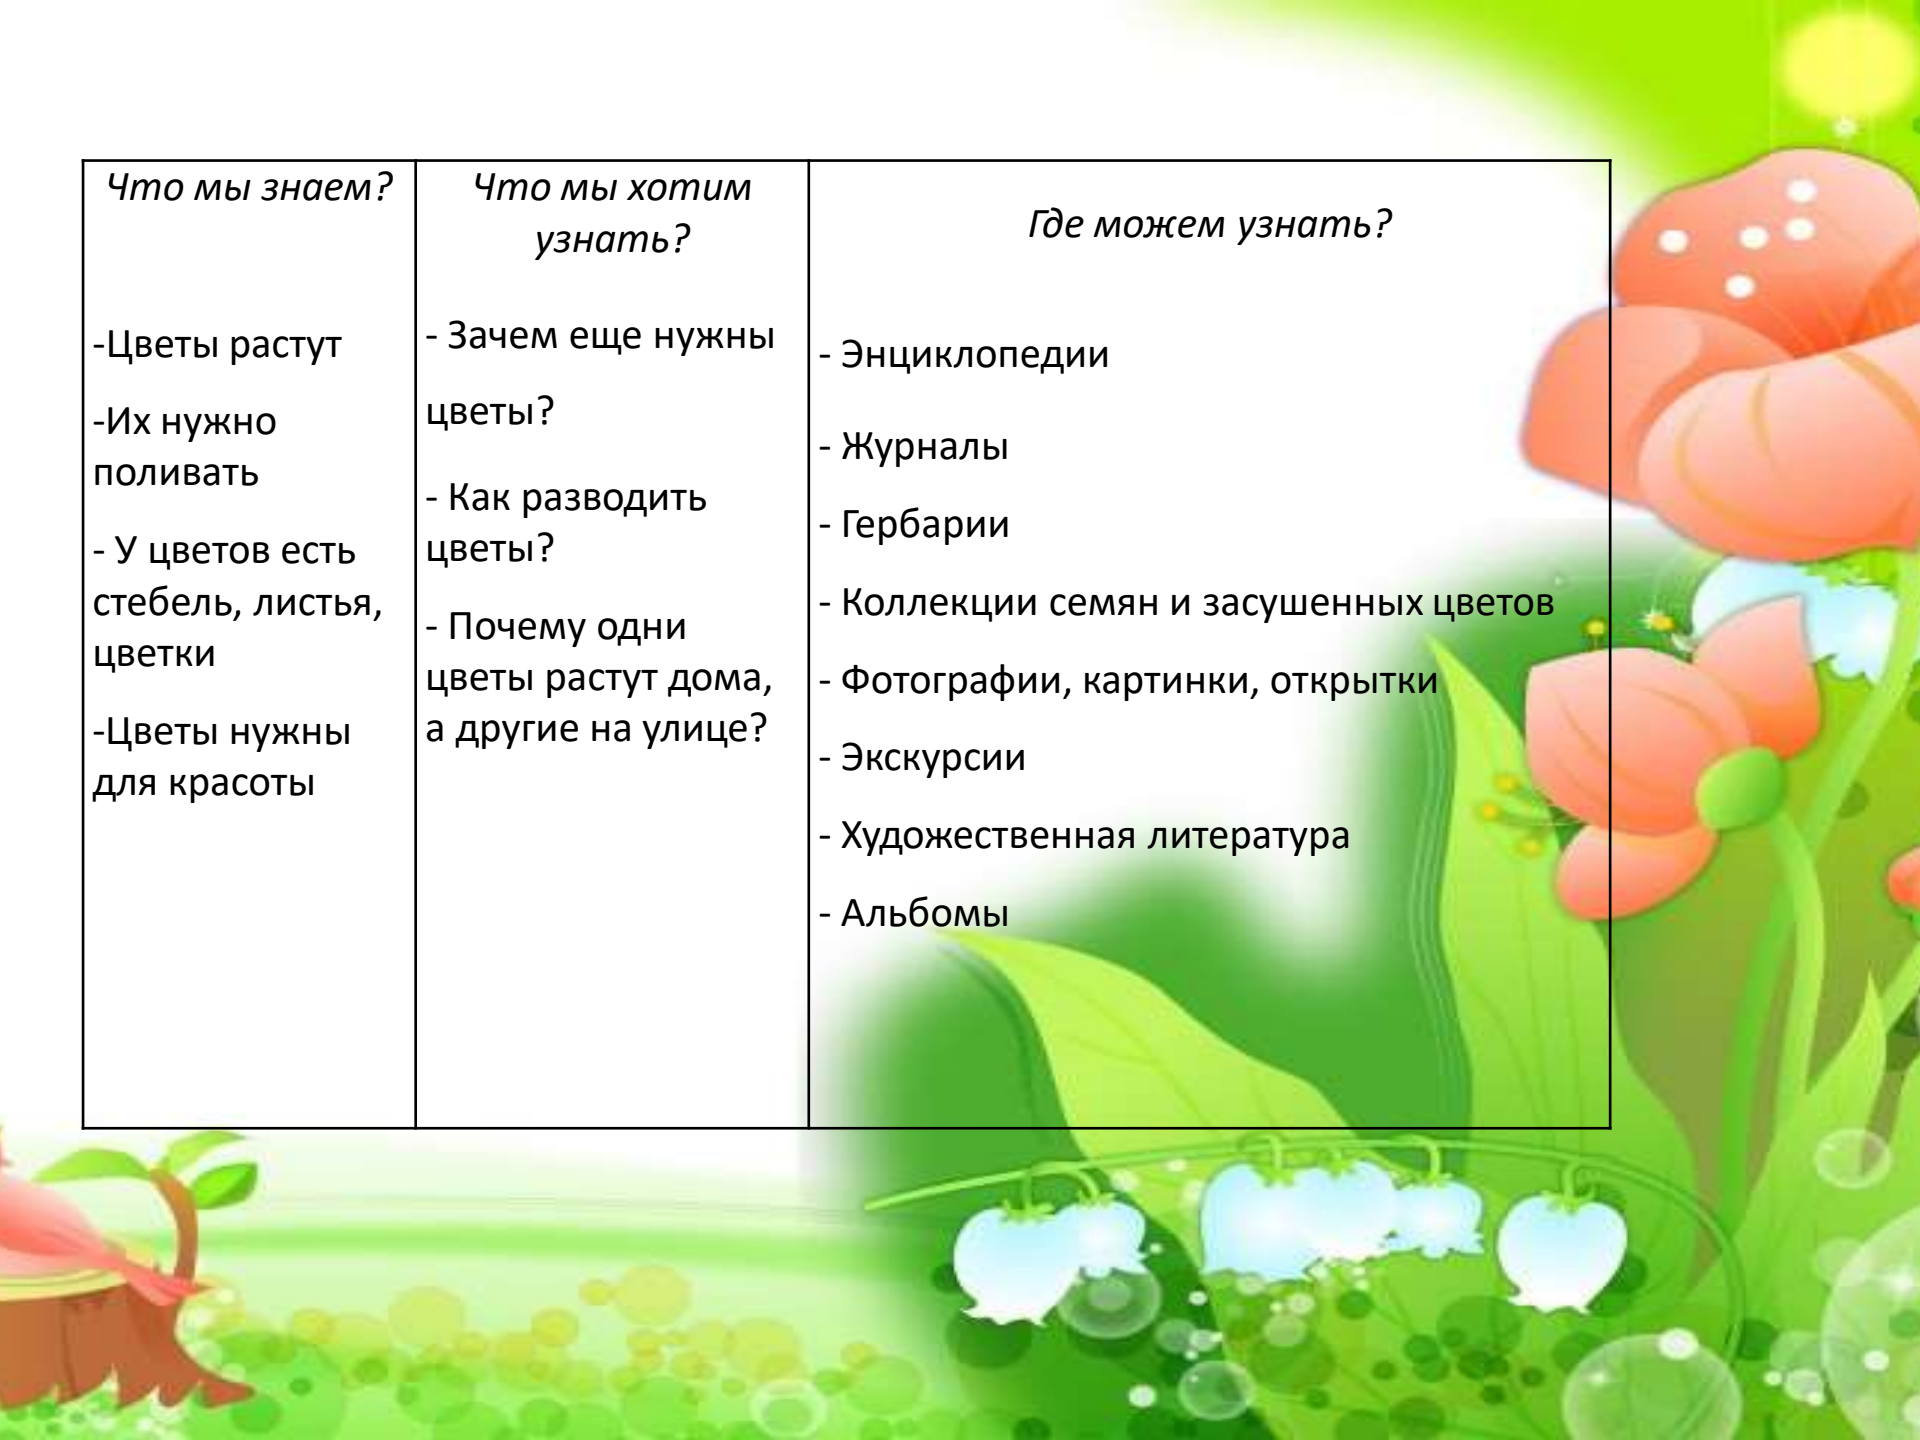 Что мы знаем?
-Цветы растут
-Их нужно
поливать
- У цветов есть
стебель, листья,
цветки
-Цветы нужны
для красоты
Что мы хотим
узнать?
- Зачем еще нужны
цветы?
- Как разводить
цветы?
- Почему одни
цветы растут дома,
а другие на улице?
Где можем узнать?
- Энциклопедии
- Журналы
- Гербарии
- Коллекции семян и засушенных цветов
- Фотографии, картинки, открытки
- Экскурсии
- Художественная литература
- Альбомы